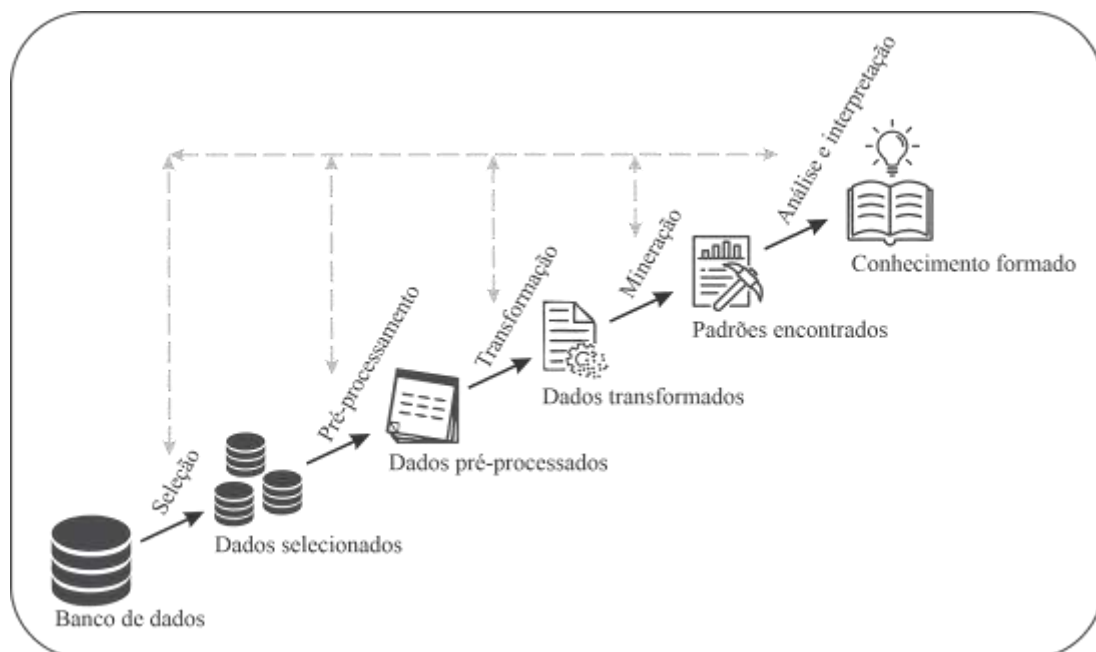 Análise e interpretação
Conhecimento formado
Mineração
Padrões encontrados
Transformação
Dados transformados
Pré-processamento
Dados pré-processados
Seleção
Dados selecionados
Banco de dados